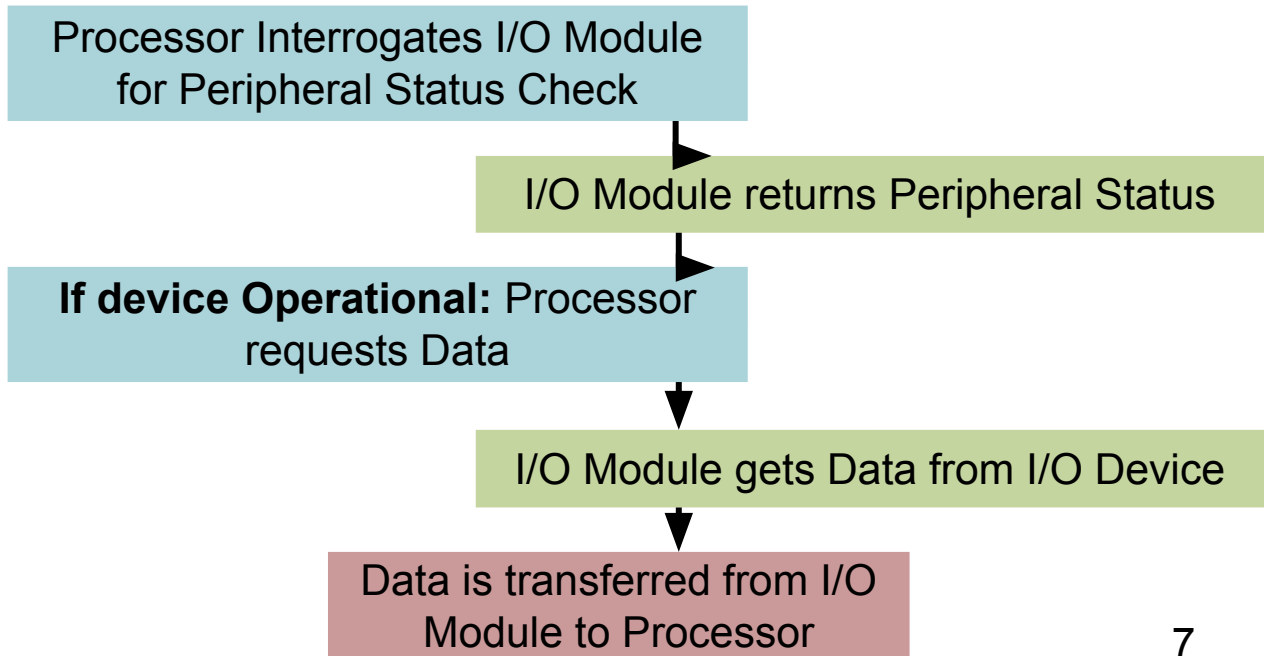 Processor Interrogates I/O Module
for Peripheral Status Check
I/O Module returns Peripheral Status
If device Operational: Processor
requests Data
I/O Module gets Data from I/O Device
Data is transferred from I/O
Module to Processor
7